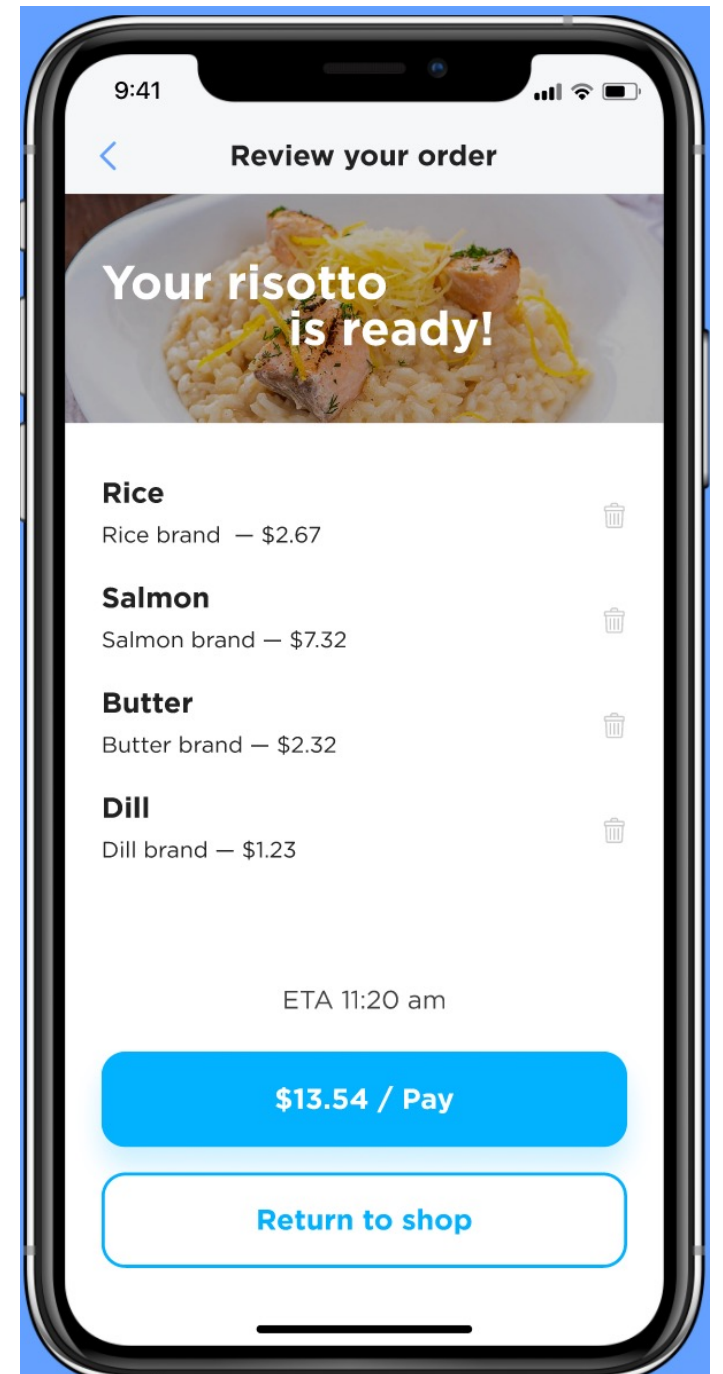 9:41
Review your order
Your risotto
is ready!
Rice
Rice brand — $2.67
Salmon
Salmon brand — $7.32
Butter
Butter brand — $2.32
Dill
Dill brand — $1.23
ETA 11:20 am
$13.54 / Pay
Return to shop